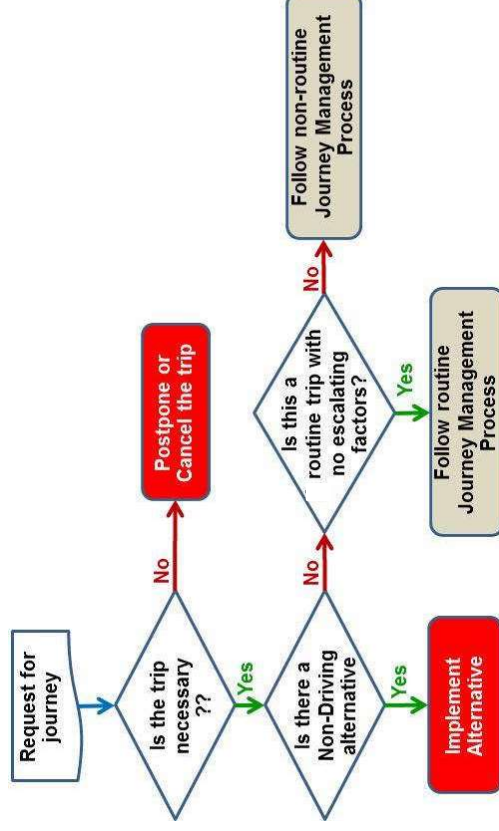 Request for
journey
Is the trip
necessary
??
No
Postpone or
Cancel the trip
Yes
Is there a
Non-Driving
alternative
No
Is this a
routine trip with
no escalating
factors?
No
Follow non-routine
Journey Management
Process
Yes
Implement
Alternative
Yes
Follow routine
Journey Management
Process